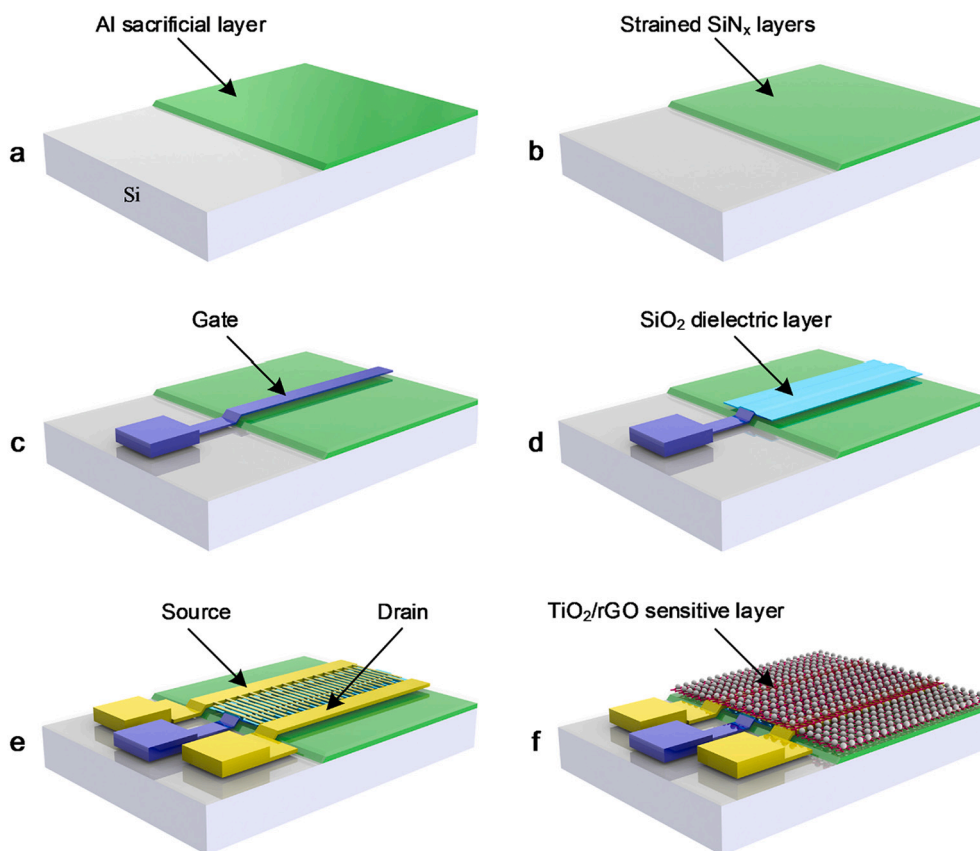 Al sacrificial layer
Strained SiNₓ layers
a
Si
b
Gate
SiO₂ dielectric layer
c
d
Source
Drain
TiO₂/rGO sensitive layer
e
f